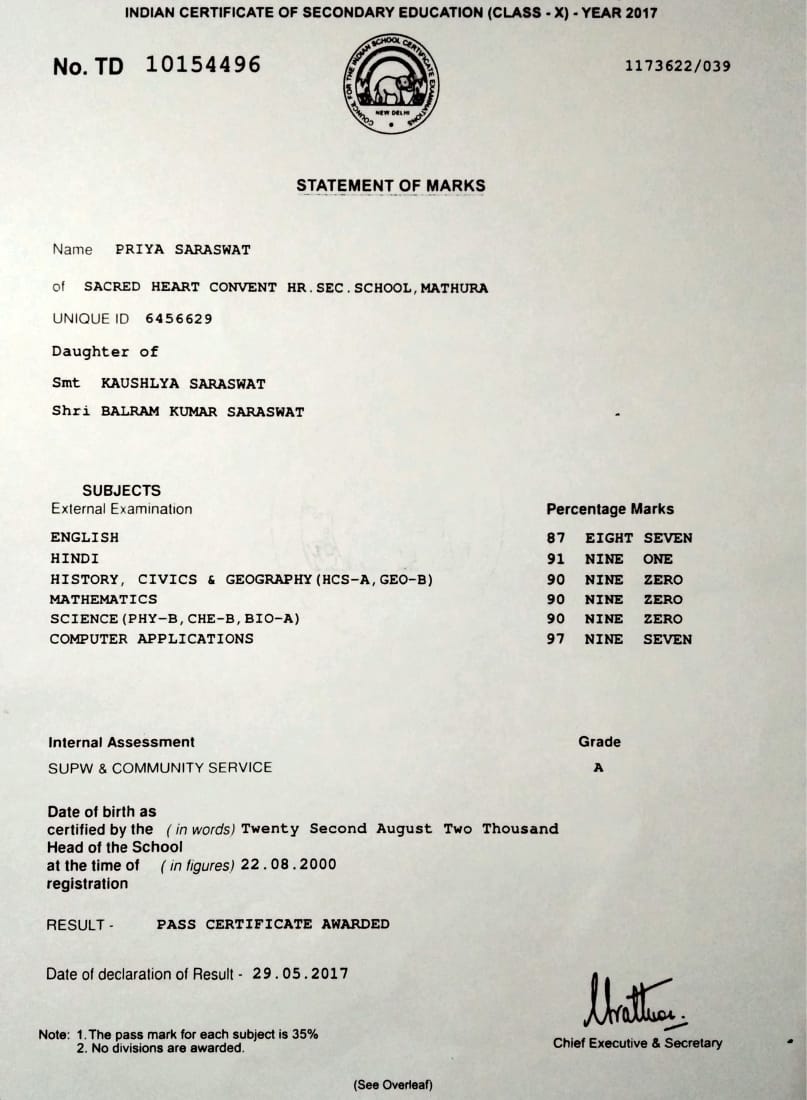 INDIAN CERTIFICATE OF SECONDARY EDUCATION (CLASS - X) - YEAR 2017
No. TD 10154496
1173622/039
COUNCIL FOR THE INDIAN SCHOOL CERTIFICATE EXAMINATIONS
NEW DELHI
STATEMENT OF MARKS
Name PRIYA SARASWAT
of SACRED HEART CONVENT HR.SEC.SCHOOL,MATHURA
UNIQUE ID 6456629
Daughter of
Smt KAUSHLYA SARASWAT
Shri BALRAM KUMAR SARASWAT
SUBJECTS
External Examination Percentage Marks
ENGLISH 87 EIGHT SEVEN
HINDI 91 NINE ONE
HISTORY, CIVICS & GEOGRAPHY(HCS-A,GEO-B) 90 NINE ZERO
MATHEMATICS 90 NINE ZERO
SCIENCE(PHY-B,CHE-B,BIO-A) 90 NINE ZERO
COMPUTER APPLICATIONS 97 NINE SEVEN
Internal Assessment Grade
SUPW & COMMUNITY SERVICE A
Date of birth as
certified by the (in words) Twenty Second August Two Thousand
Head of the School
at the time of (in figures) 22.08.2000
registration
RESULT - PASS CERTIFICATE AWARDED
Date of declaration of Result - 29.05.2017
Note: 1. The pass mark for each subject is 35%
2. No divisions are awarded.
Chief Executive & Secretary
(See Overleaf)